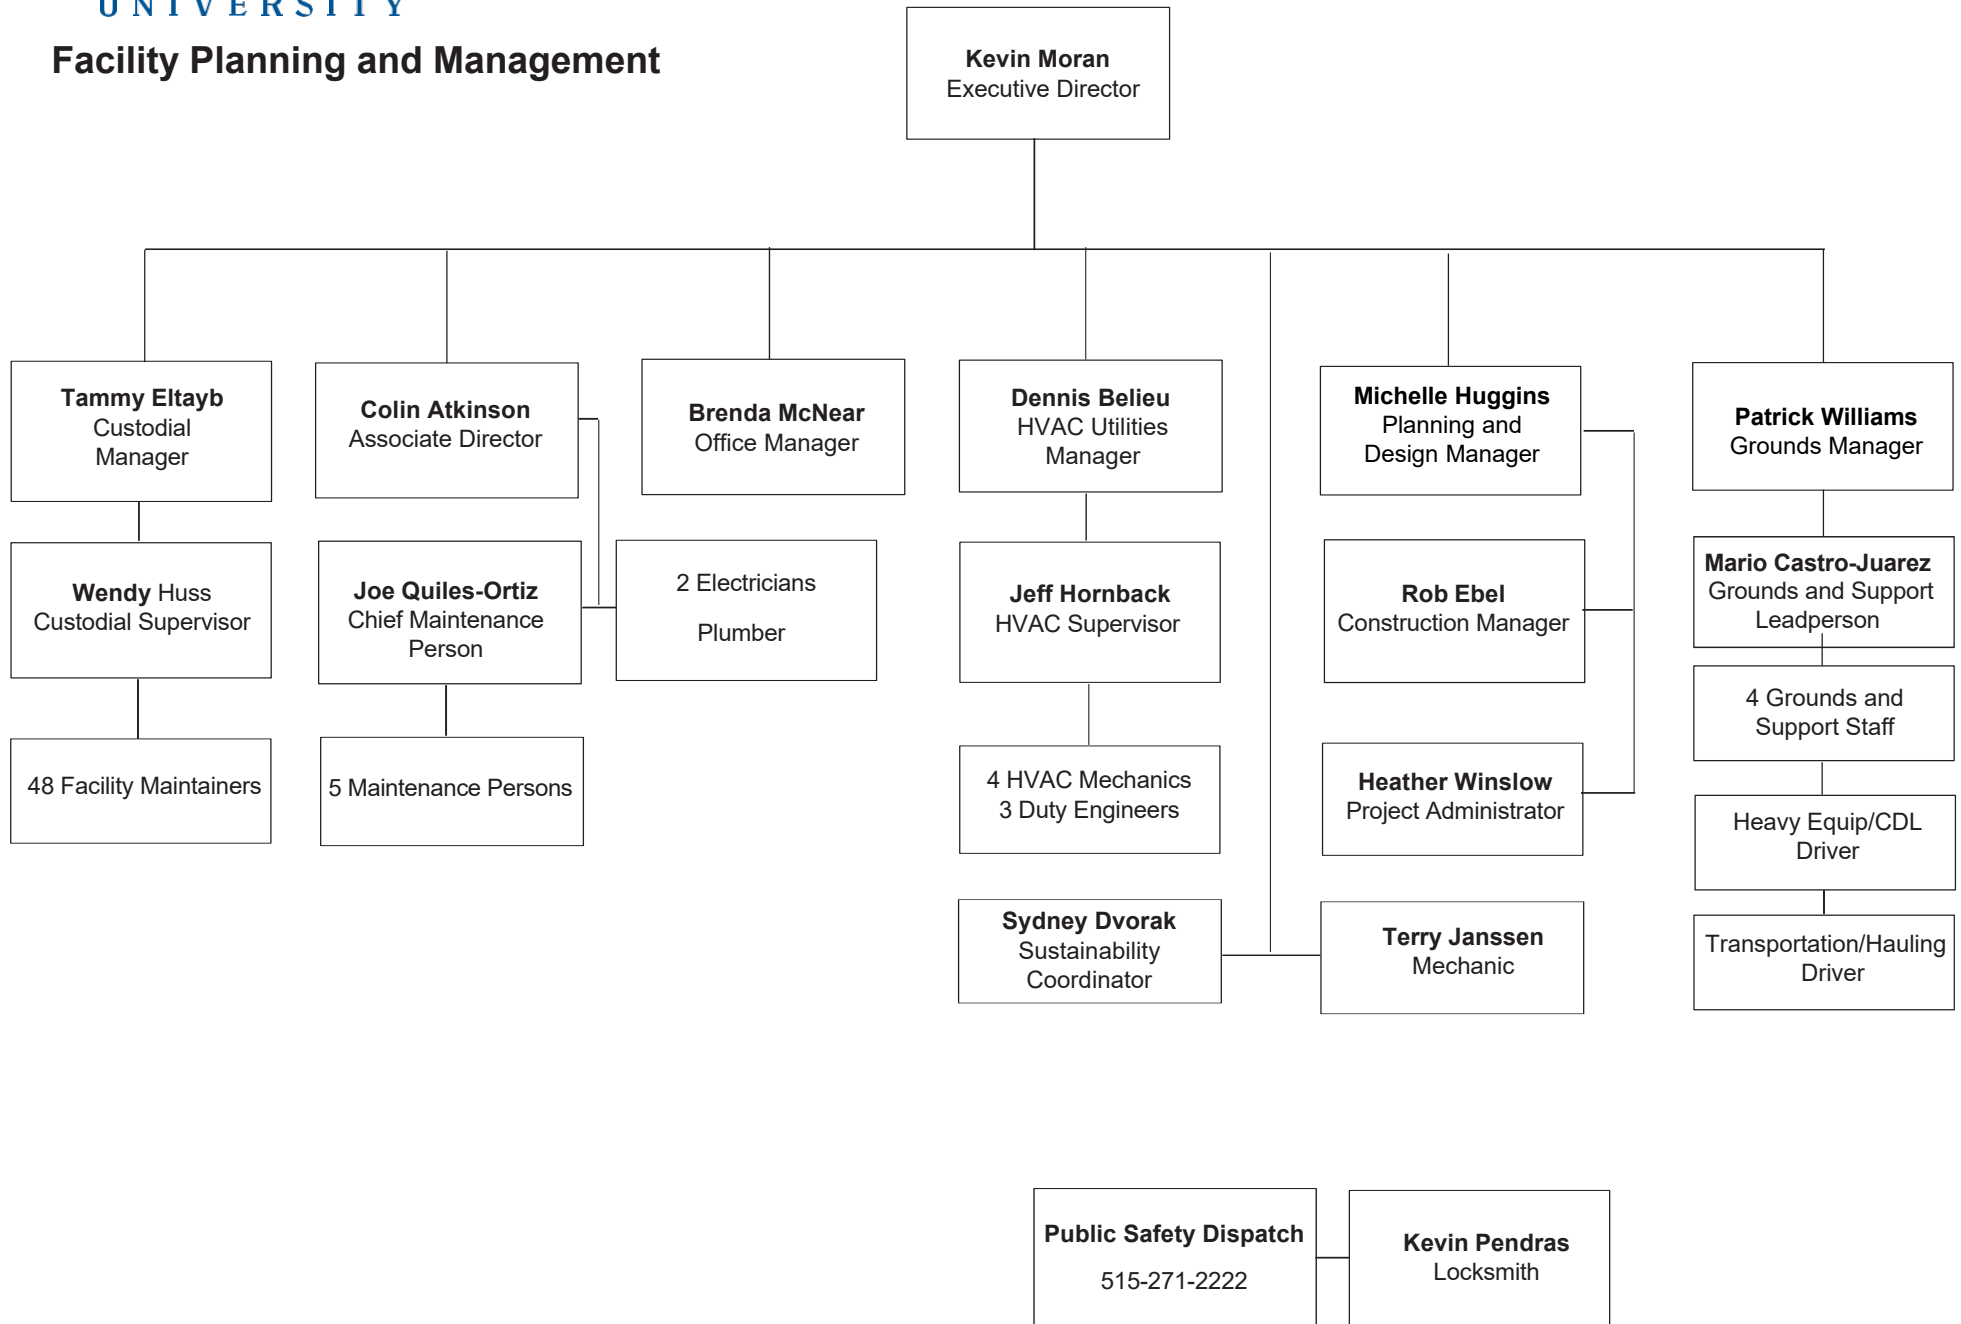 UNIVERSITY
Facility Planning and Management
Kevin Moran
Executive Director
Tammy Eltayb
Custodial
Manager
Colin Atkinson
Associate Director
Brenda McNear
Office Manager
Dennis Belieu
HVAC Utilities
Manager
Michelle Huggins
Planning and
Design Manager
Patrick Williams
Grounds Manager
Wendy Huss
Custodial Supervisor
Joe Quiles-Ortiz
Chief Maintenance
Person
2 Electricians
Plumber
Jeff Hornback
HVAC Supervisor
Rob Ebel
Construction Manager
Mario Castro-Juarez
Grounds and Support
Leadperson
4 Grounds and
Support Staff
48 Facility Maintainers
5 Maintenance Persons
4 HVAC Mechanics
3 Duty Engineers
Heather Winslow
Project Administrator
Heavy Equip/CDL
Driver
Sydney Dvorak
Sustainability
Coordinator
Terry Janssen
Mechanic
Transportation/Hauling
Driver
Public Safety Dispatch
515-271-2222
Kevin Pendras
Locksmith